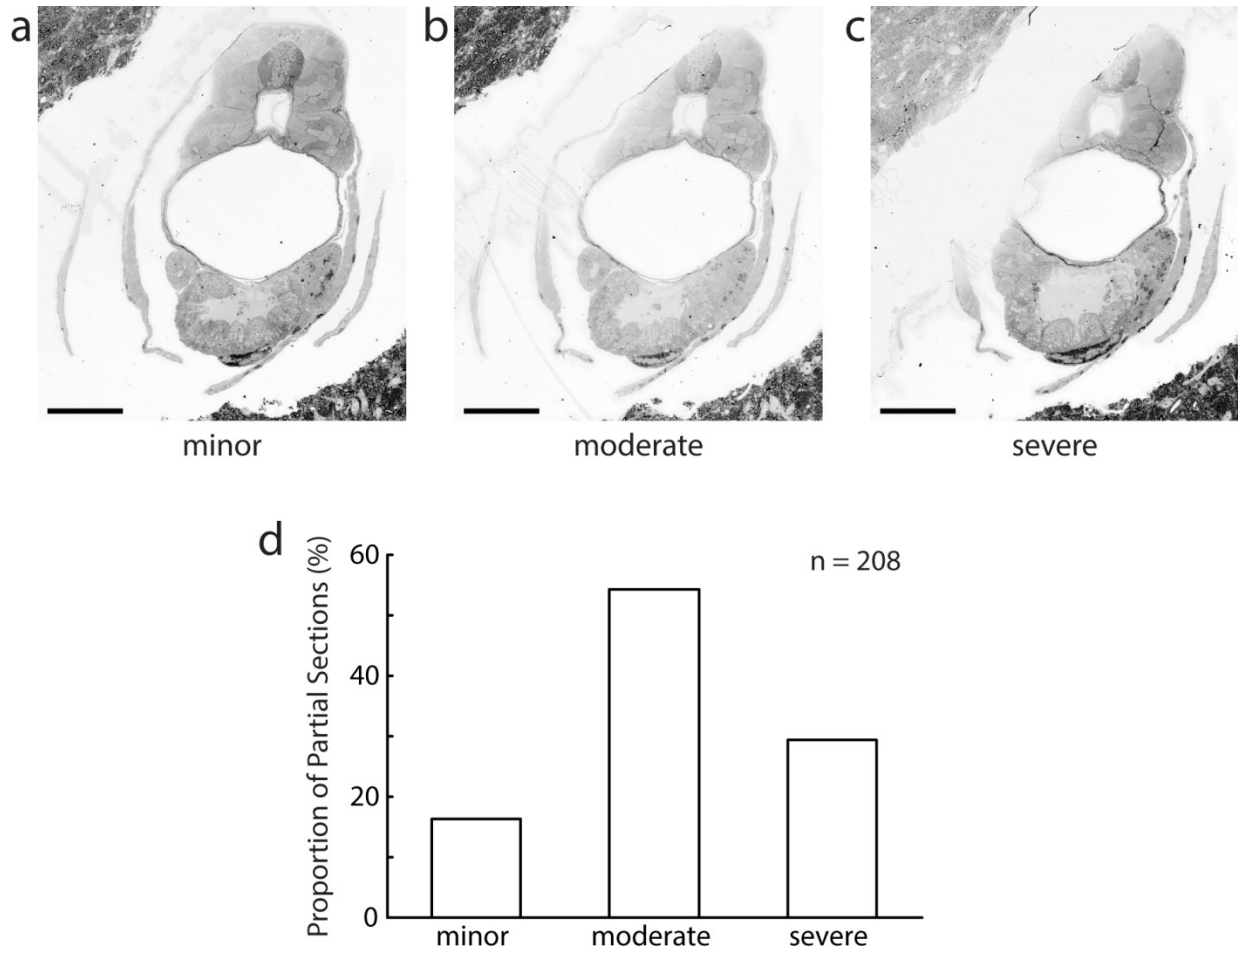 a
b
c
minor
moderate
severe
d
Proportion of Partial Sections (%)
60
40
20
0
n = 208
minor
moderate
severe